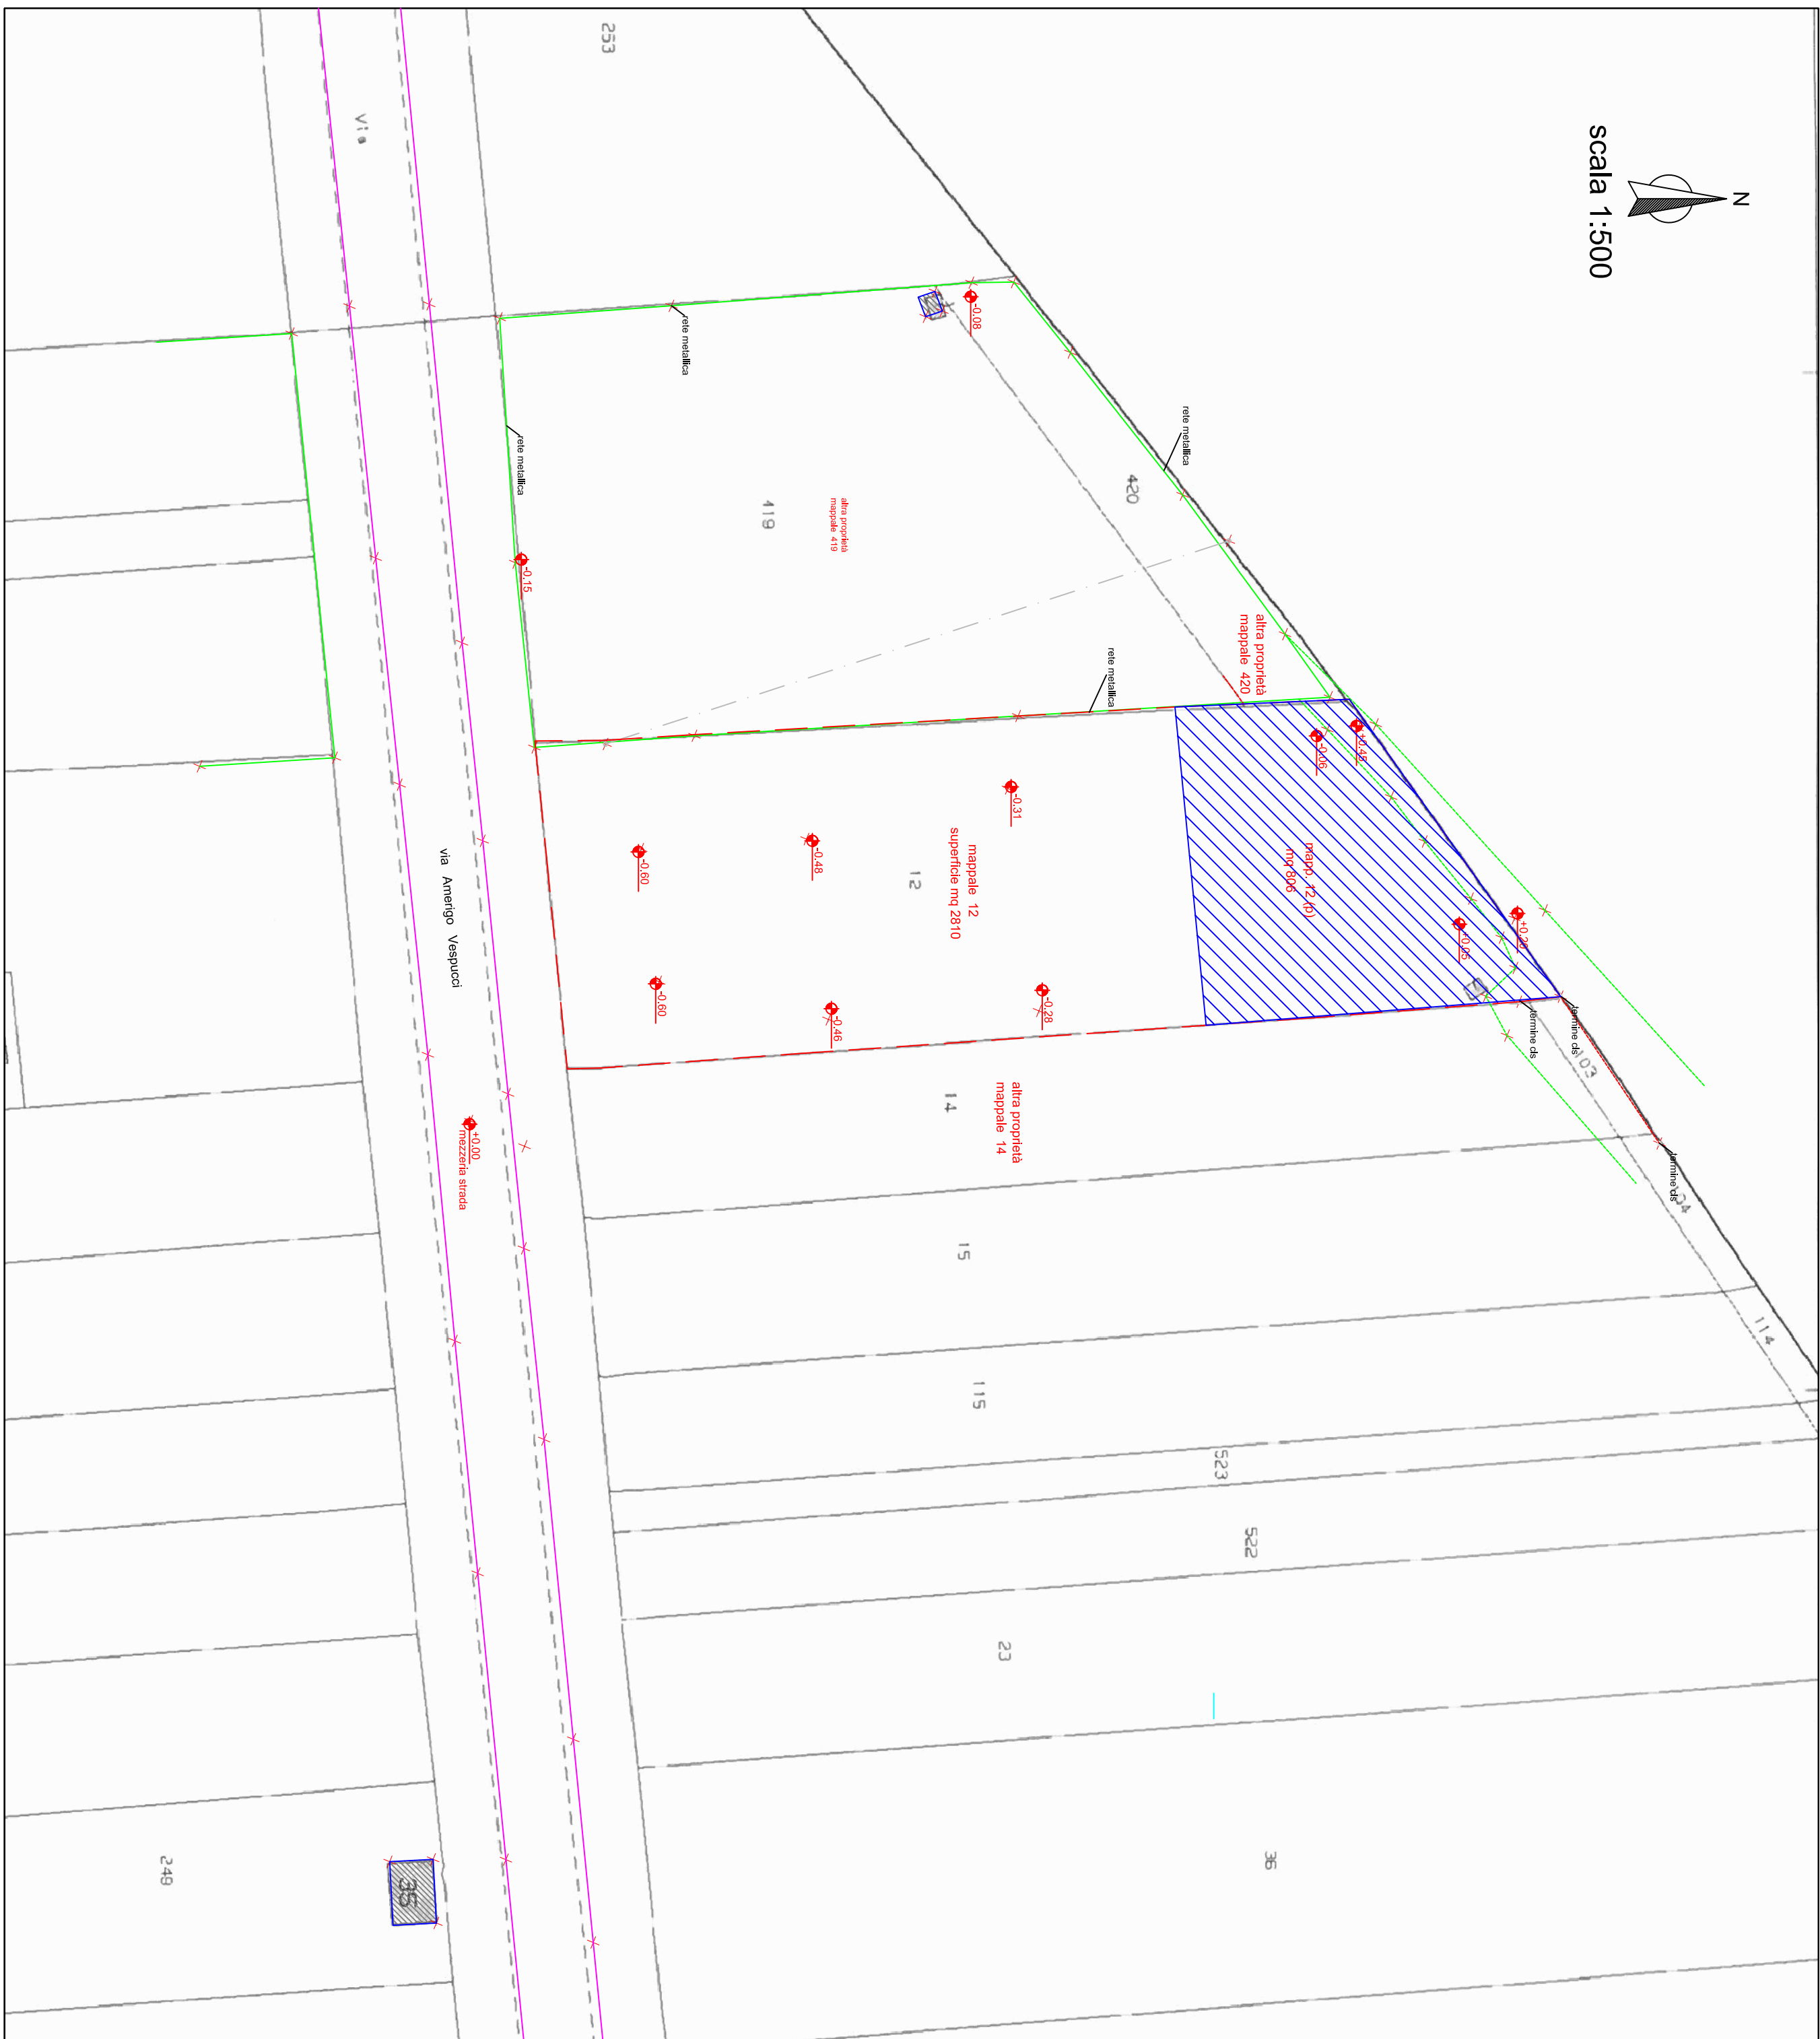 N
scala 1:500
253
Via
rete metallica
rete metallica
rete metallica
rete metallica
-0.08
-0.15
419
altra proprietà
mappale 419
420
altra proprietà
mappale 420
+0.45
-0.06
mapp. 12 (p)
mq 806
+0.05
termine ds
termine ds
termine ds
103
114
-0.31
-0.48
-0.60
12
mappale 12
superficie mq 2810
-0.28
-0.46
-0.60
via Amerigo Vespucci
+0.00
mezzeria strada
14
altra proprietà
mappale 14
15
115
523
522
23
36
248